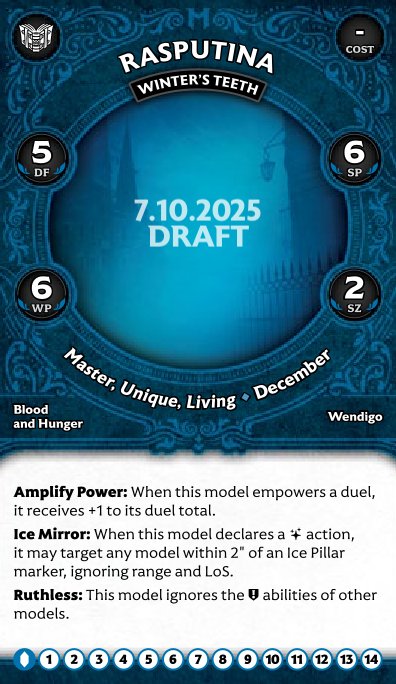 -
COST
RASPUTINA
WINTER'S TEETH
5
DF
6
SP
7.10.2025
DRAFT
6
WP
2
SZ
Master, Unique, Living ◆ December
Blood
and Hunger
Wendigo
Amplify Power: When this model empowers a duel,
it receives +1 to its duel total.
Ice Mirror: When this model declares a action,
it may target any model within 2" of an Ice Pillar
marker, ignoring range and LoS.
Ruthless: This model ignores the abilities of other
models.
1 2 3 4 5 6 7 8 9 10 11 12 13 14